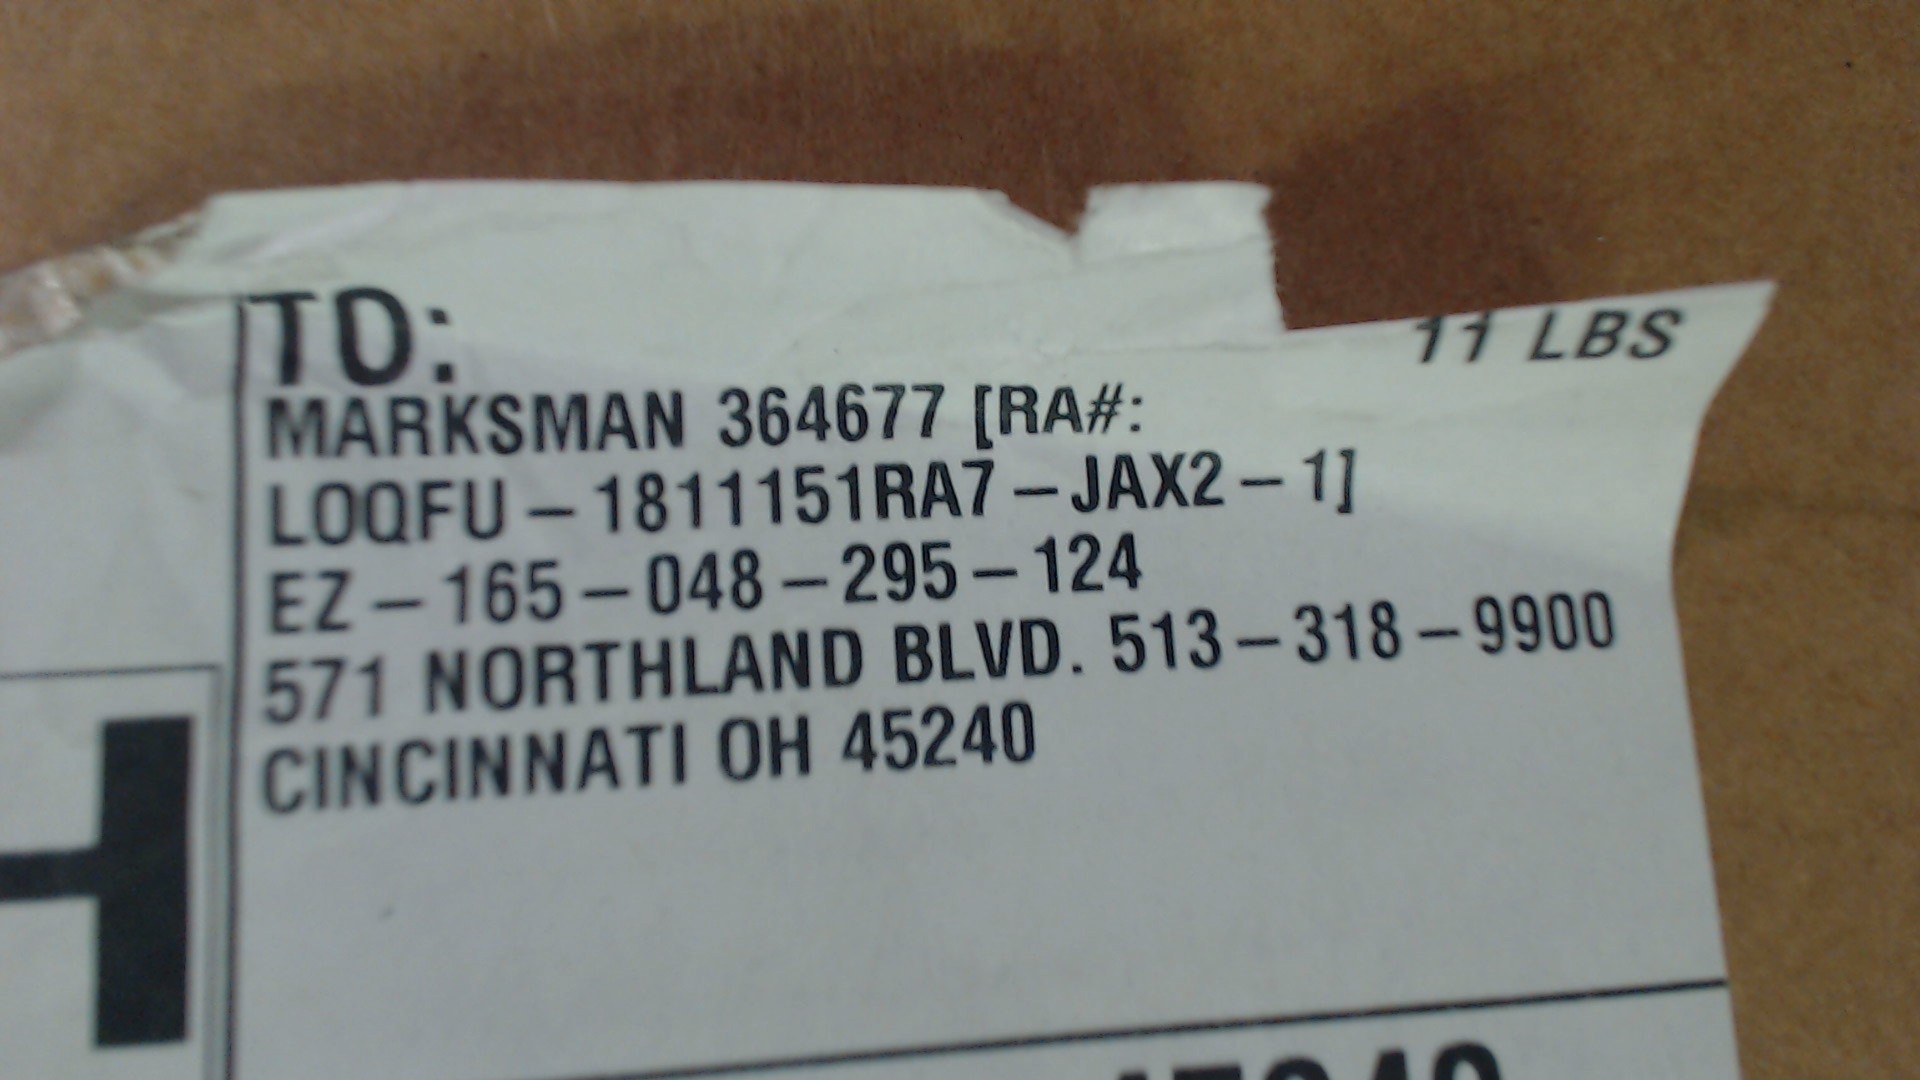 TO:
11 LBS
MARKSMAN 364677 [RA#:
LOQFU-1811151RA7-JAX2-1]
EZ-165-048-295-124
571 NORTHLAND BLVD. 513-318-9900
CINCINNATI OH 45240